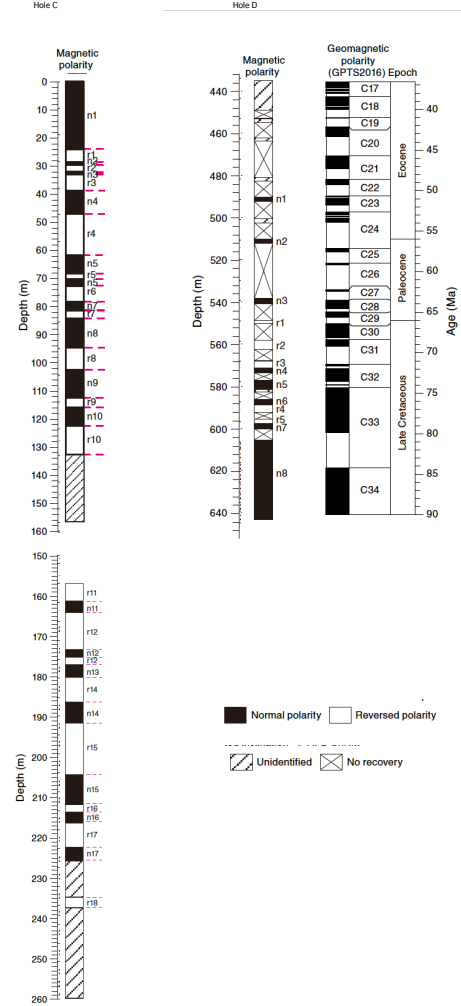 Hole C
Hole D
Magnetic
polarity
0
10
20
30
40
50
60
70
80
90
100
110
120
130
140
150
160
Depth (m)
n1
r1
n2
r2
n3
r3
n4
r4
n5
r5
n5
r6
n7
r7
n8
r8
n9
r9
n10
r10
150
160
170
180
190
200
210
220
230
240
250
260
Depth (m)
r11
n11
r12
n12
r12
n13
r14
n14
r15
n15
r16
n16
r17
n17
r18
Magnetic
polarity
440
460
480
500
520
540
560
580
600
620
640
Depth (m)
n1
n2
n3
r1
r2
r3
n4
n5
n6
r4
r5
n7
n8
Geomagnetic
polarity
(GPTS2016) Epoch
C17
C18
C19
C20
C21
C22
C23
C24
C25
C26
C27
C28
C29
C30
C31
C32
C33
C34
Eocene
Paleocene
Late Cretaceous
40
45
50
55
60
65
70
75
80
85
90
Age (Ma)
Normal polarity
Reversed polarity
Unidentified
No recovery